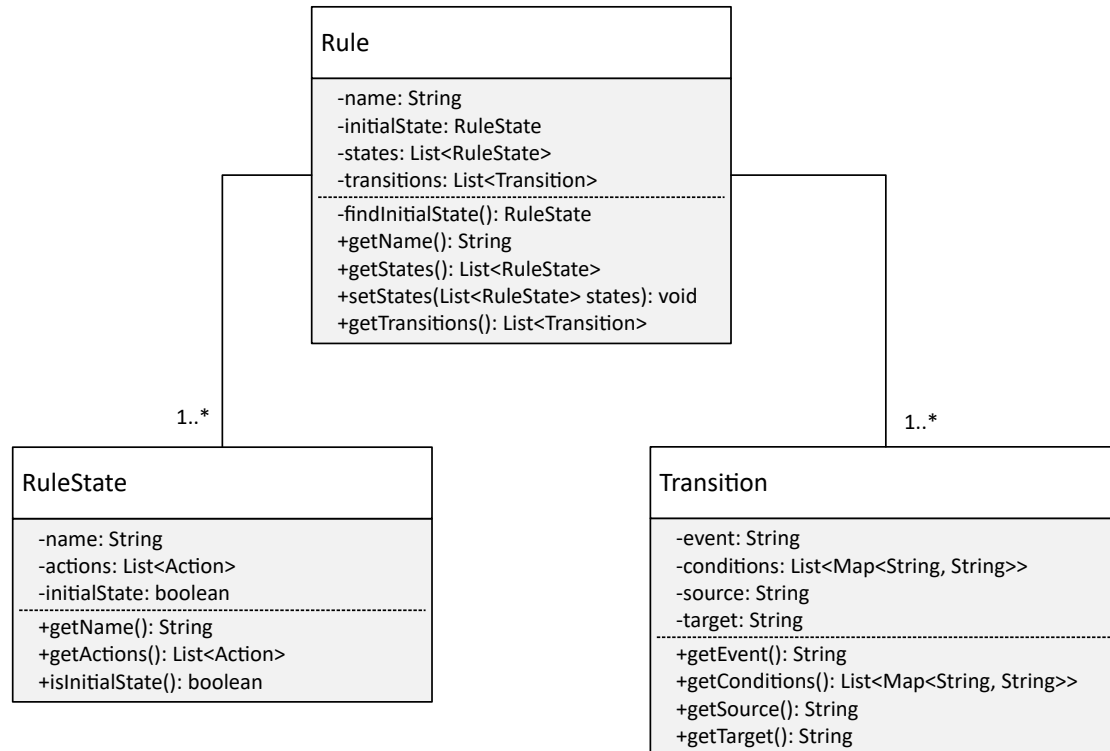 Rule
-name: String
-initialState: RuleState
-states: List<RuleState>
-transitions: List<Transition>
-findInitialState(): RuleState
+getName(): String
+getStates(): List<RuleState>
+setStates(List<RuleState> states): void
+getTransitions(): List<Transition>
1..*
1..*
RuleState
-name: String
-actions: List<Action>
-initialState: boolean
+getName(): String
+getActions(): List<Action>
+isInitialState(): boolean
Transition
-event: String
-conditions: List<Map<String, String>>
-source: String
-target: String
+getEvent(): String
+getConditions(): List<Map<String, String>>
+getSource(): String
+getTarget(): String